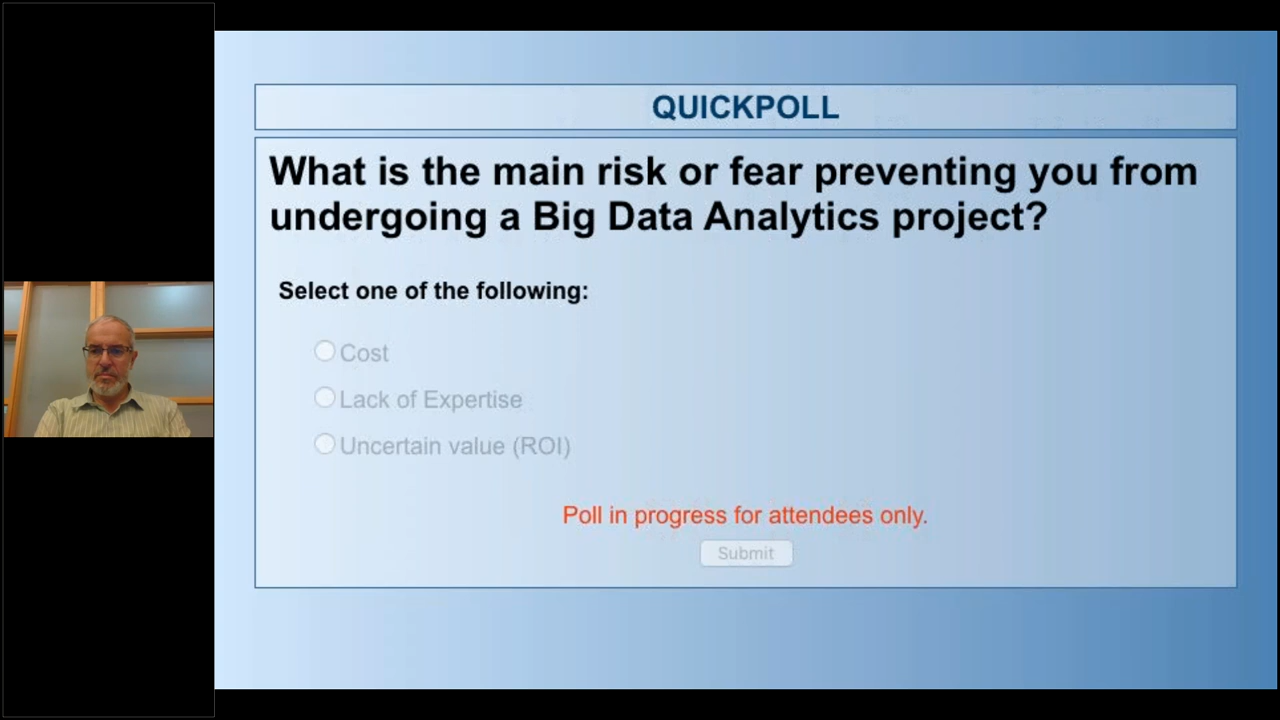 QUICKPOLL
What is the main risk or fear preventing you from
undergoing a Big Data Analytics project?
Select one of the following:
Cost
Lack of Expertise
Uncertain value (ROI)
Poll in progress for attendees only.
Submit